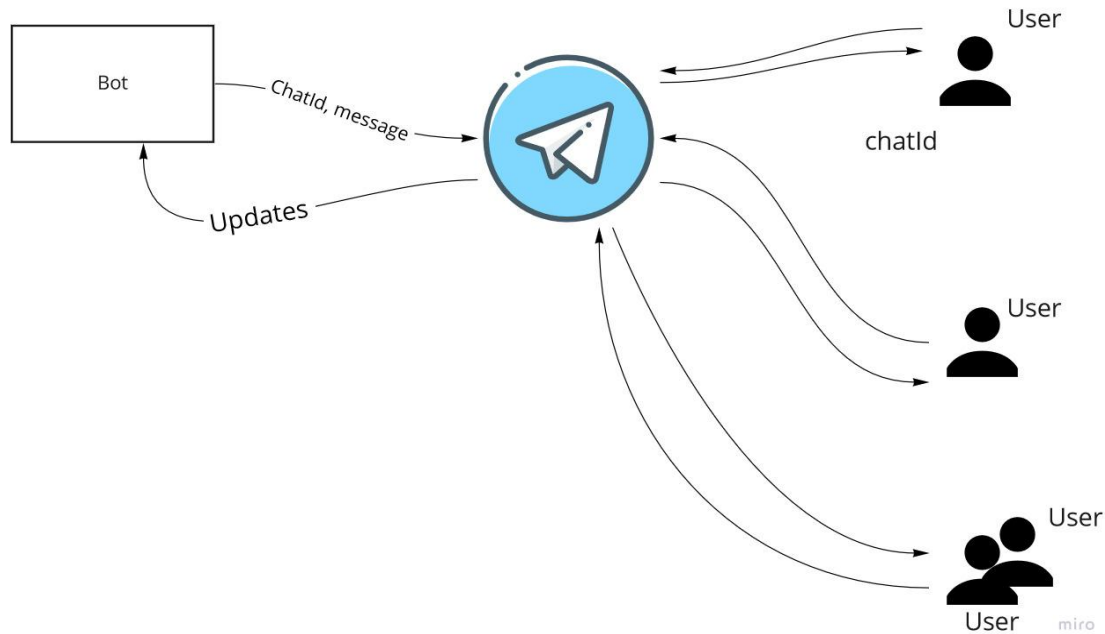 User
Bot
ChatId, message
chatId
Updates
User
User
User
miro